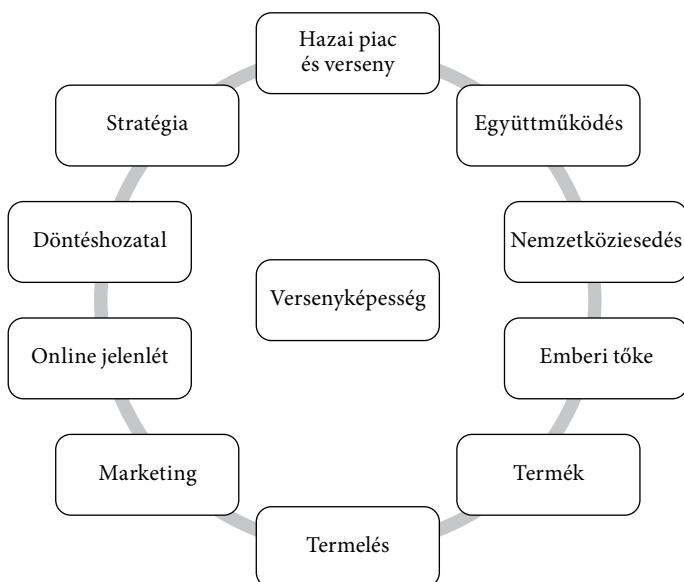 Hazai piac
és verseny
Stratégia
Együttműködés
Döntéshozatal
Nemzetköziesedés
Versenyképesség
Online jelenlét
Emberi tőke
Marketing
Termék
Termelés